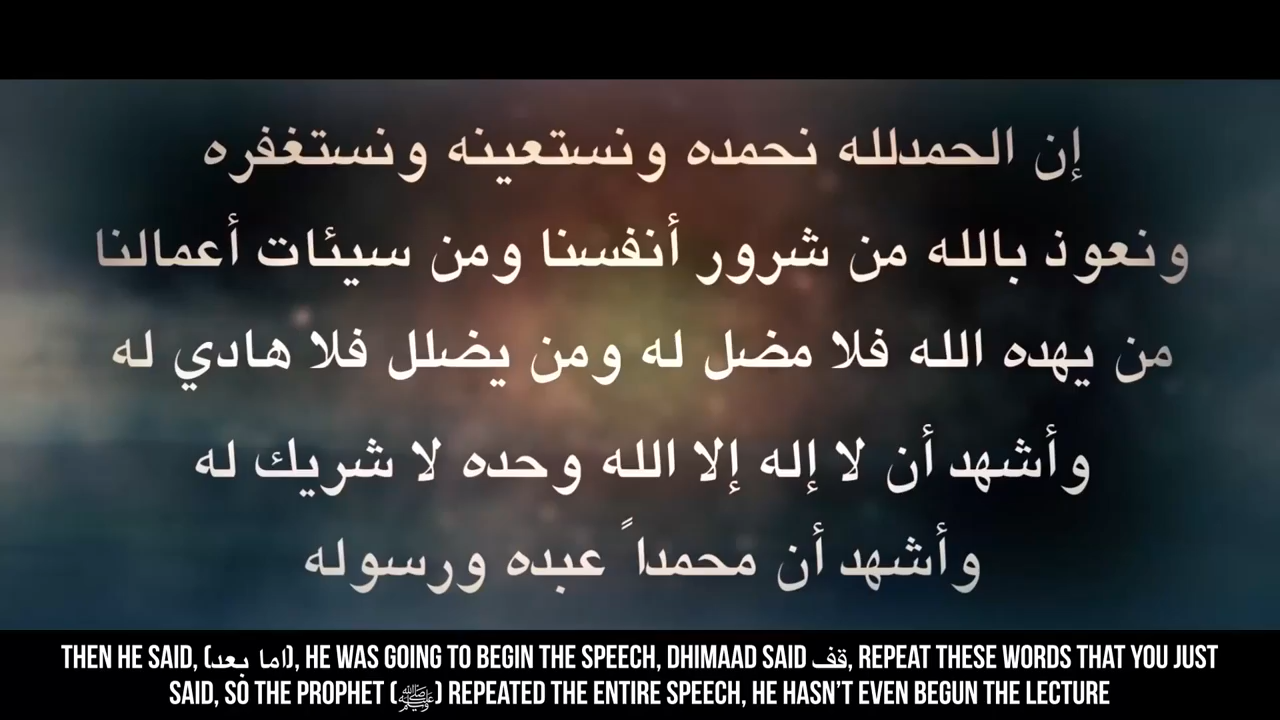 إن الحمدلله نحمده ونستعينه ونستغفره
ونعوذ بالله من شرور أنفسنا ومن سيئات أعمالنا
من يهده الله فلا مضل له ومن يضلل فلا هادي له
وأشهد أن لا إله إلا الله وحده لا شريك له
وأشهد أن محمداً عبده ورسوله
THEN HE SAID, (اما بعد), HE WAS GOING TO BEGIN THE SPEECH, DHIMAAD SAID قف, REPEAT THESE WORDS THAT YOU JUST
SAID, SO THE PROPHET (ﷺ) REPEATED THE ENTIRE SPEECH, HE HASN'T EVEN BEGUN THE LECTURE